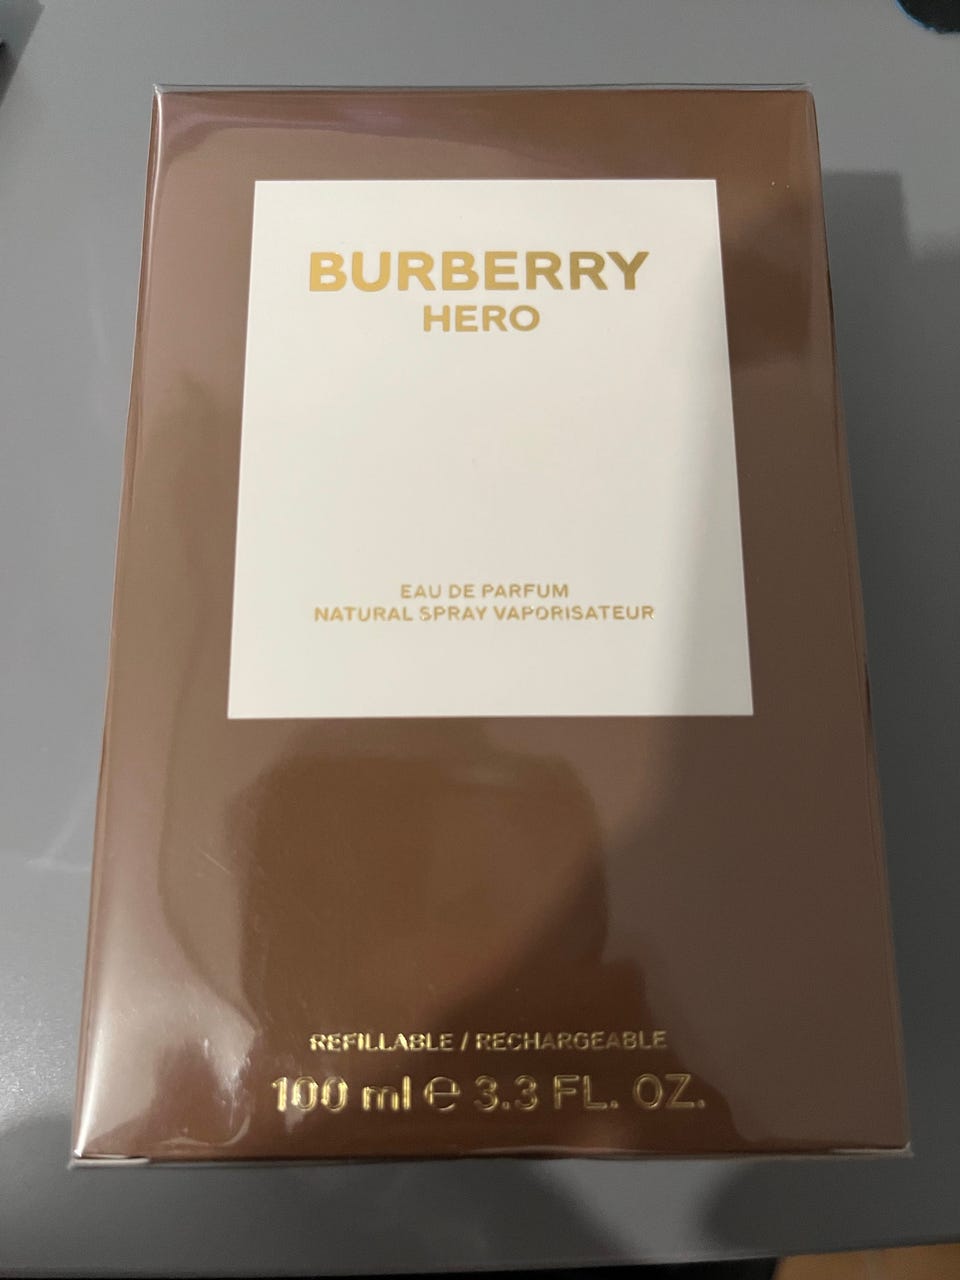 BURBERRY
HERO
EAU DE PARFUM
NATURAL SPRAY VAPORISATEUR
REFILLABLE / RECHARGEABLE
100 ml ℮ 3.3 FL. OZ.